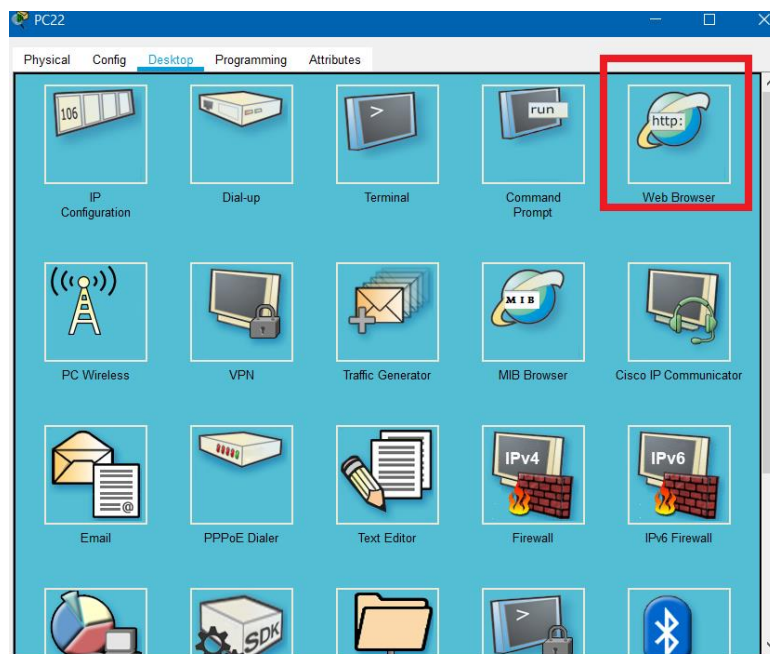 PC22
Physical Config Desktop Programming Attributes
106
>
run
http:
IP
Configuration
Dial-up
Terminal
Command
Prompt
Web Browser
MIB
PC Wireless
VPN
Traffic Generator
MIB Browser
Cisco IP Communicator
@
IPv4
IPv6
Email
PPPoE Dialer
Text Editor
Firewall
IPv6 Firewall
SDK
>